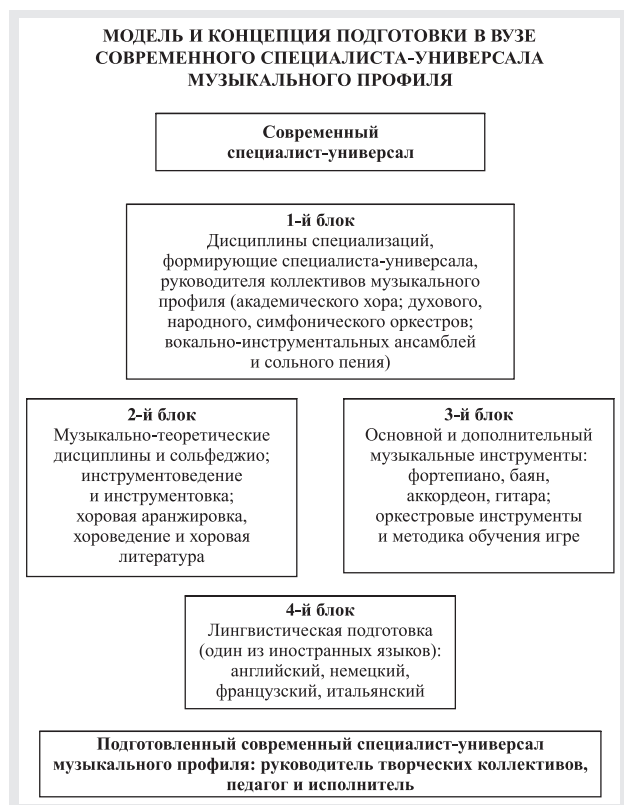 МОДЕЛЬ И КОНЦЕПЦИЯ ПОДГОТОВКИ В ВУЗЕ
СОВРЕМЕННОГО СПЕЦИАЛИСТА-УНИВЕРСАЛА
МУЗЫКАЛЬНОГО ПРОФИЛЯ
Современный
специалист-универсал
1-й блок
Дисциплины специализаций,
формирующие специалиста-универсала,
руководителя коллективов музыкального
профиля (академического хора; духового,
народного, симфонического оркестров;
вокально-инструментальных ансамблей
и сольного пения)
2-й блок
Музыкально-теоретические
дисциплины и сольфеджио;
инструментоведение
и инструментовка;
хоровая аранжировка,
хороведение и хоровая
литература
3-й блок
Основной и дополнительный
музыкальные инструменты:
фортепиано, баян,
аккордеон, гитара;
оркестровые инструменты
и методика обучения игре
4-й блок
Лингвистическая подготовка
(один из иностранных языков):
английский, немецкий,
французский, итальянский
Подготовленный современный специалист-универсал
музыкального профиля: руководитель творческих коллективов,
педагог и исполнитель